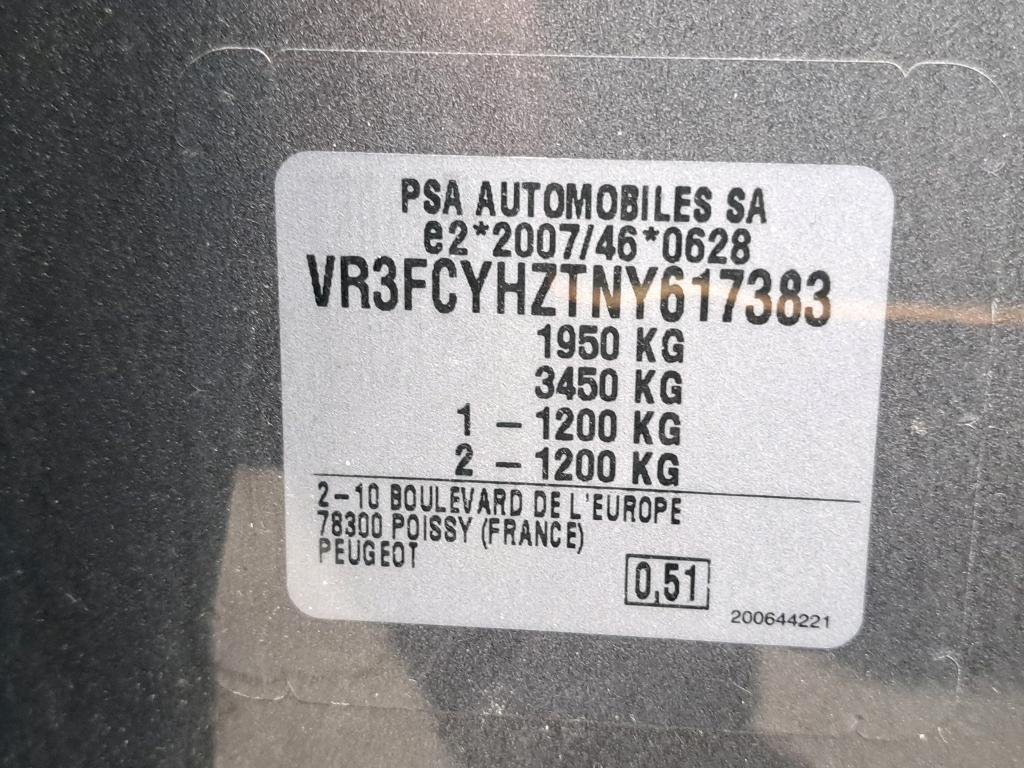 PSA AUTOMOBILES SA
e2*2007/46*0628
VR3FCYHZTNY617383
1950 KG
3450 KG
1 – 1200 KG
2 – 1200 KG
2–10 BOULEVARD DE L'EUROPE
78300 POISSY (FRANCE)
PEUGEOT
0,51
200644221